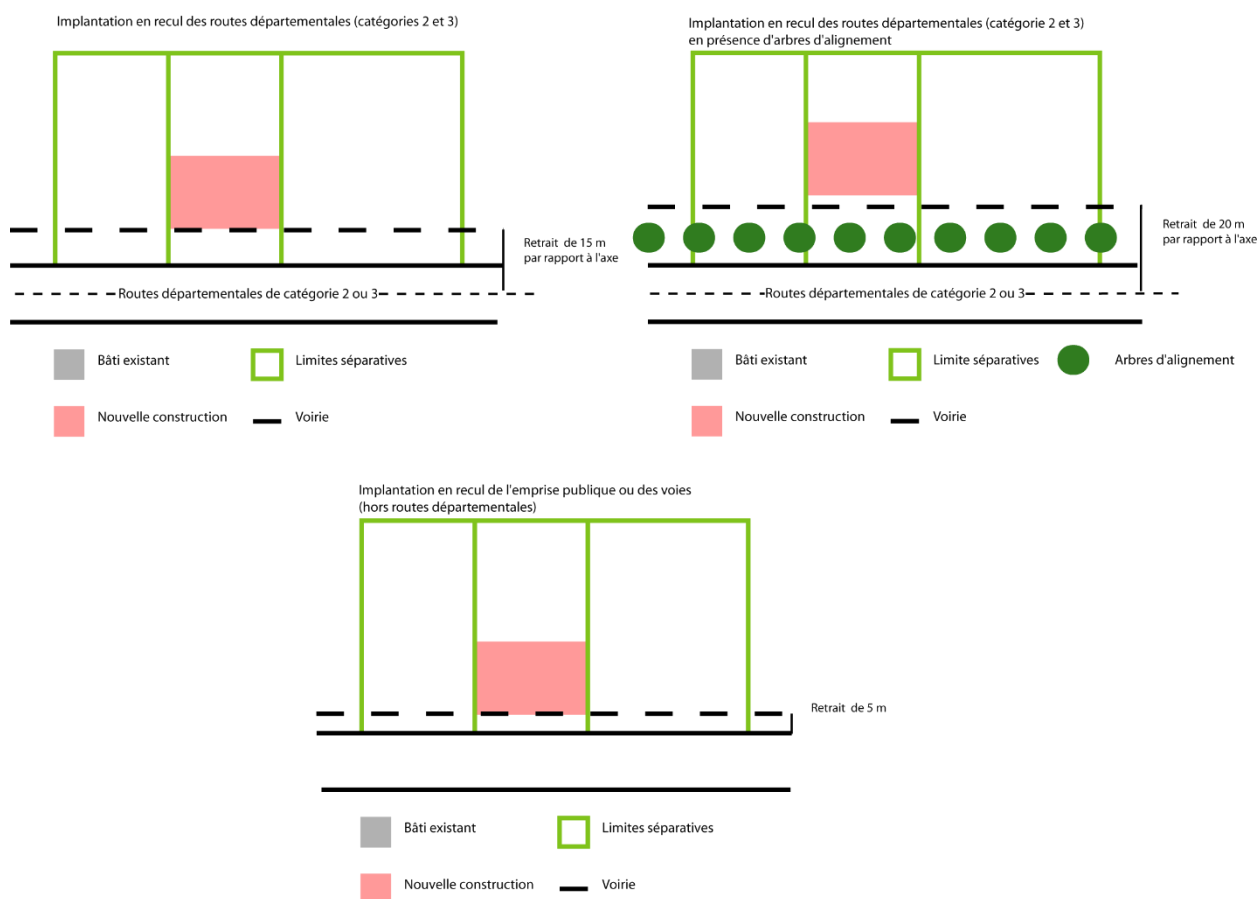 Implantation en recul des routes départementales (catégories 2 et 3)
Retrait de 15 m
par rapport à l'axe
Routes départementales de catégorie 2 ou 3
Bâti existant
Limites séparatives
Nouvelle construction
Voirie
Implantation en recul des routes départementales (catégorie 2 et 3)
en présence d'arbres d'alignement
Retrait de 20 m
par rapport à l'axe
Routes départementales de catégorie 2 ou 3
Bâti existant
Limite séparatives
Arbres d'alignement
Nouvelle construction
Voirie
Implantation en recul de l'emprise publique ou des voies
(hors routes départementales)
Retrait de 5 m
Bâti existant
Limites séparatives
Nouvelle construction
Voirie